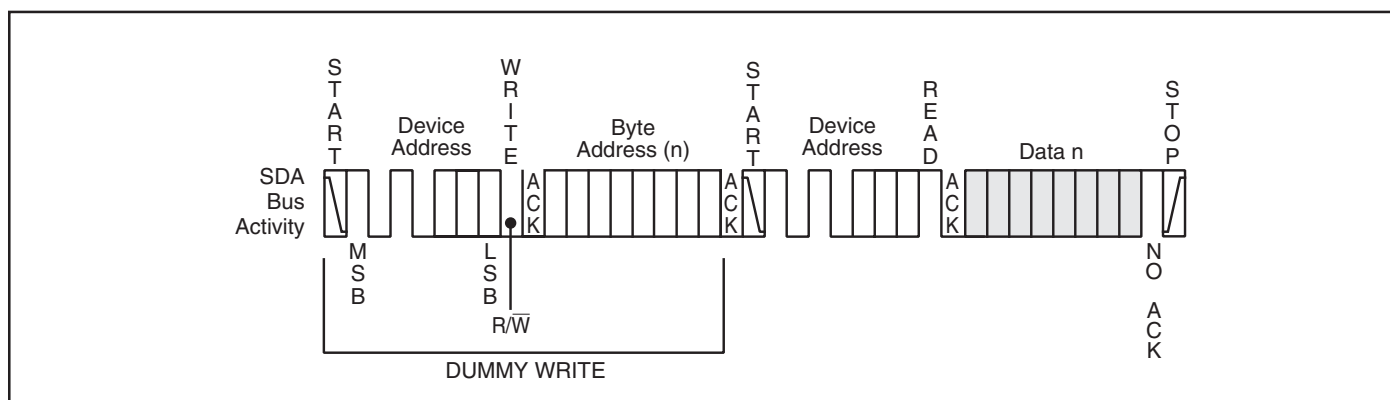 START
WRITE
START
READ
STOP
Device
Address
Byte
Address (n)
Device
Address
Data n
SDA
Bus
Activity
ACK
ACK
ACK
MSB
LSB
NO ACK
R/W̅
DUMMY WRITE